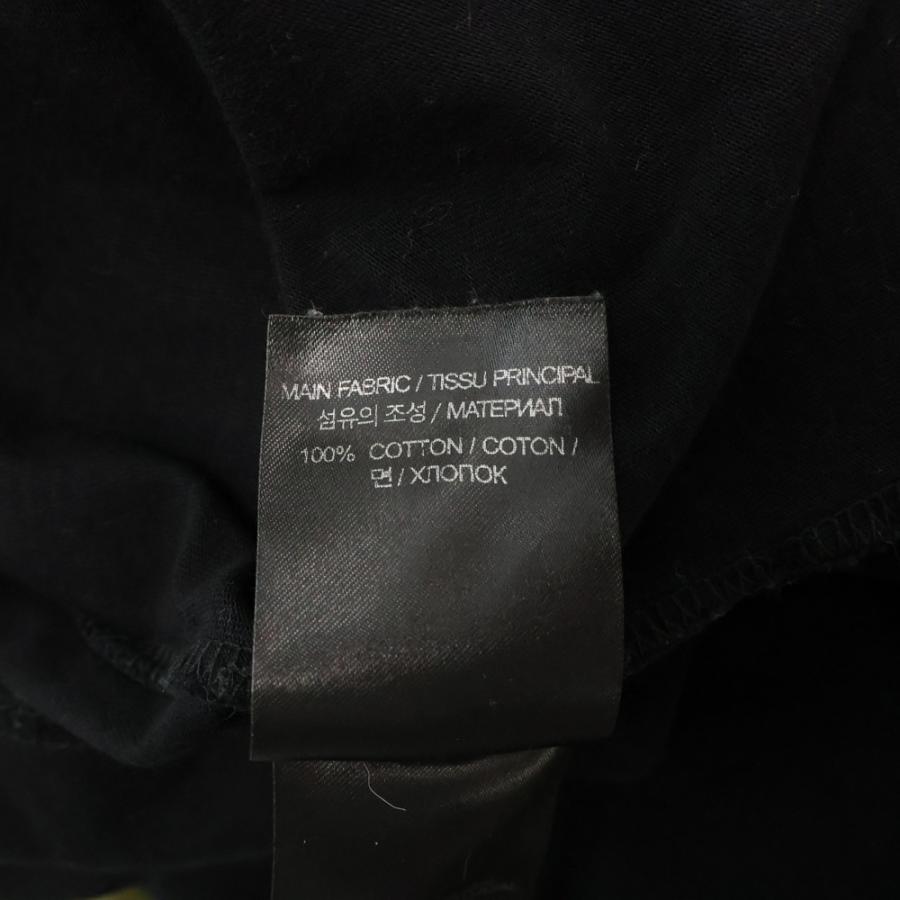 MAIN FABRIC / TISSU PRINCIPAL
섬유의 조성 / МАТЕРИАЛ
100% COTTON / COTON /
면 / ХЛОПОК